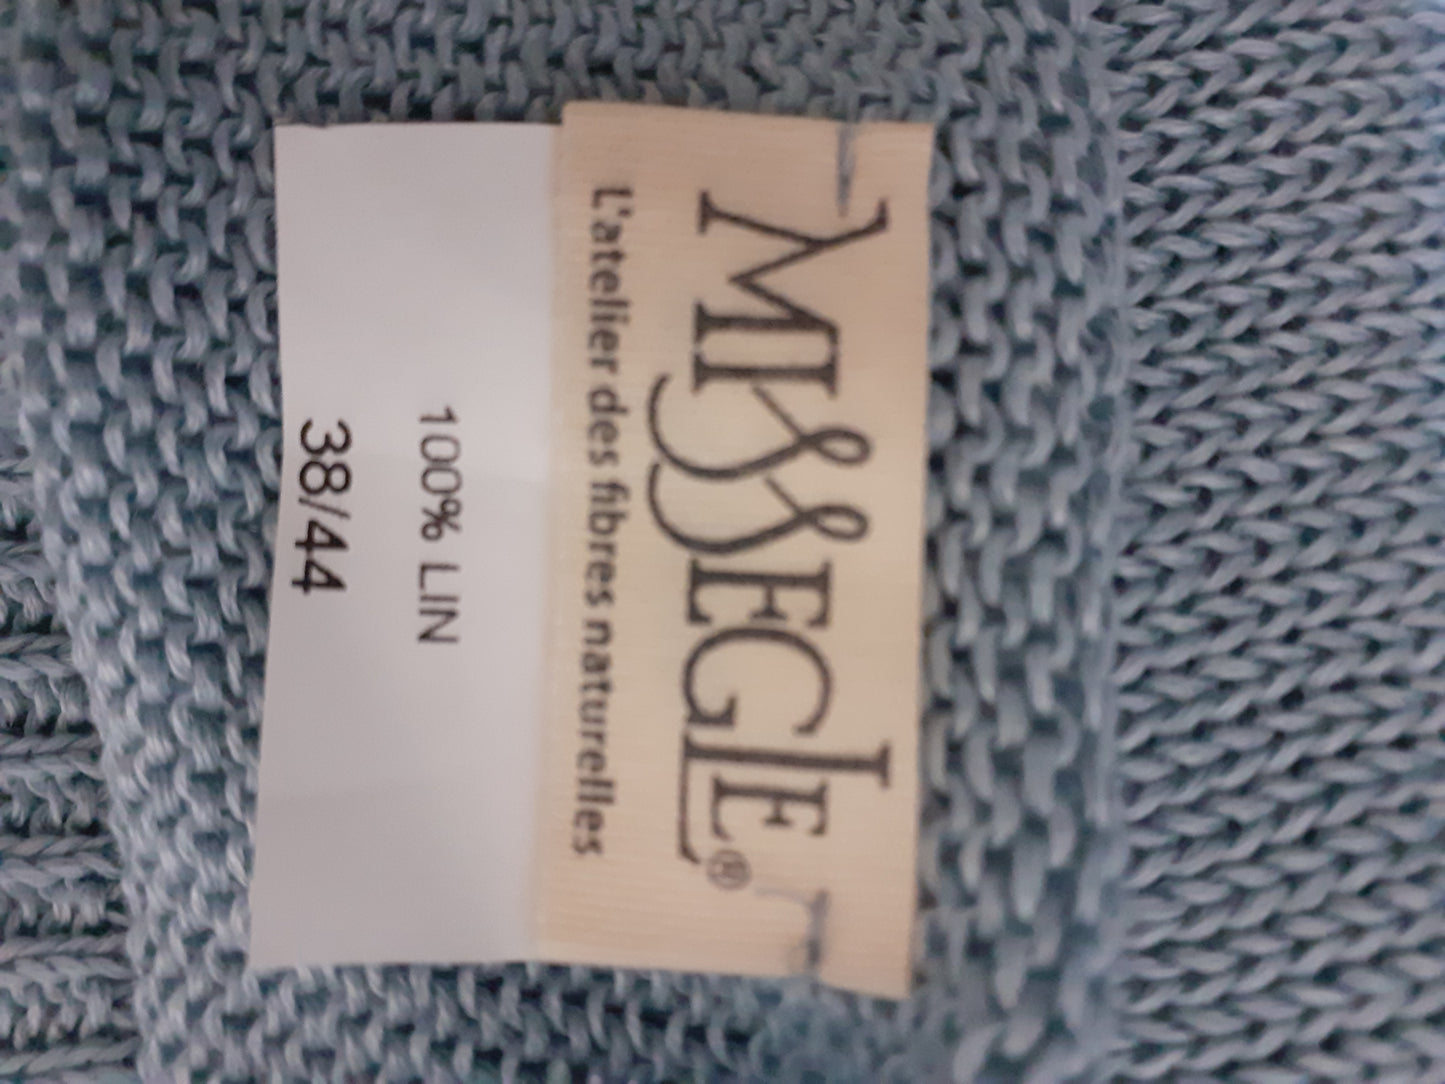 MISSEGLE®
L'atelier des fibres naturelles
100% LIN
38/44